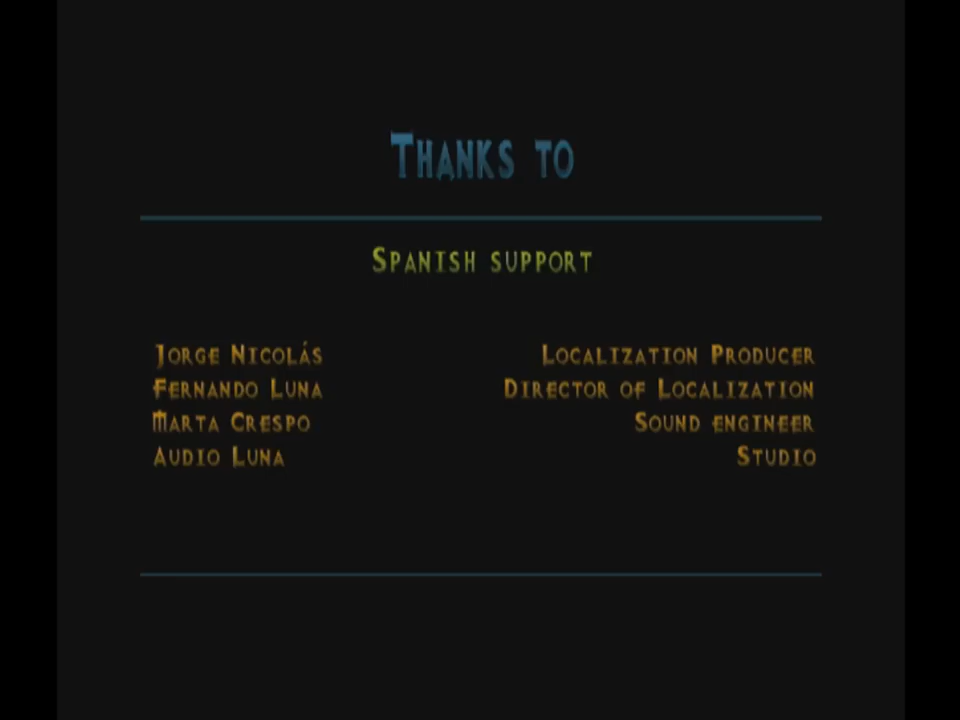 Thanks to
Spanish support
Jorge Nicolás Localization Producer
Fernando Luna Director of Localization
Marta Crespo Sound engineer
Audio Luna Studio